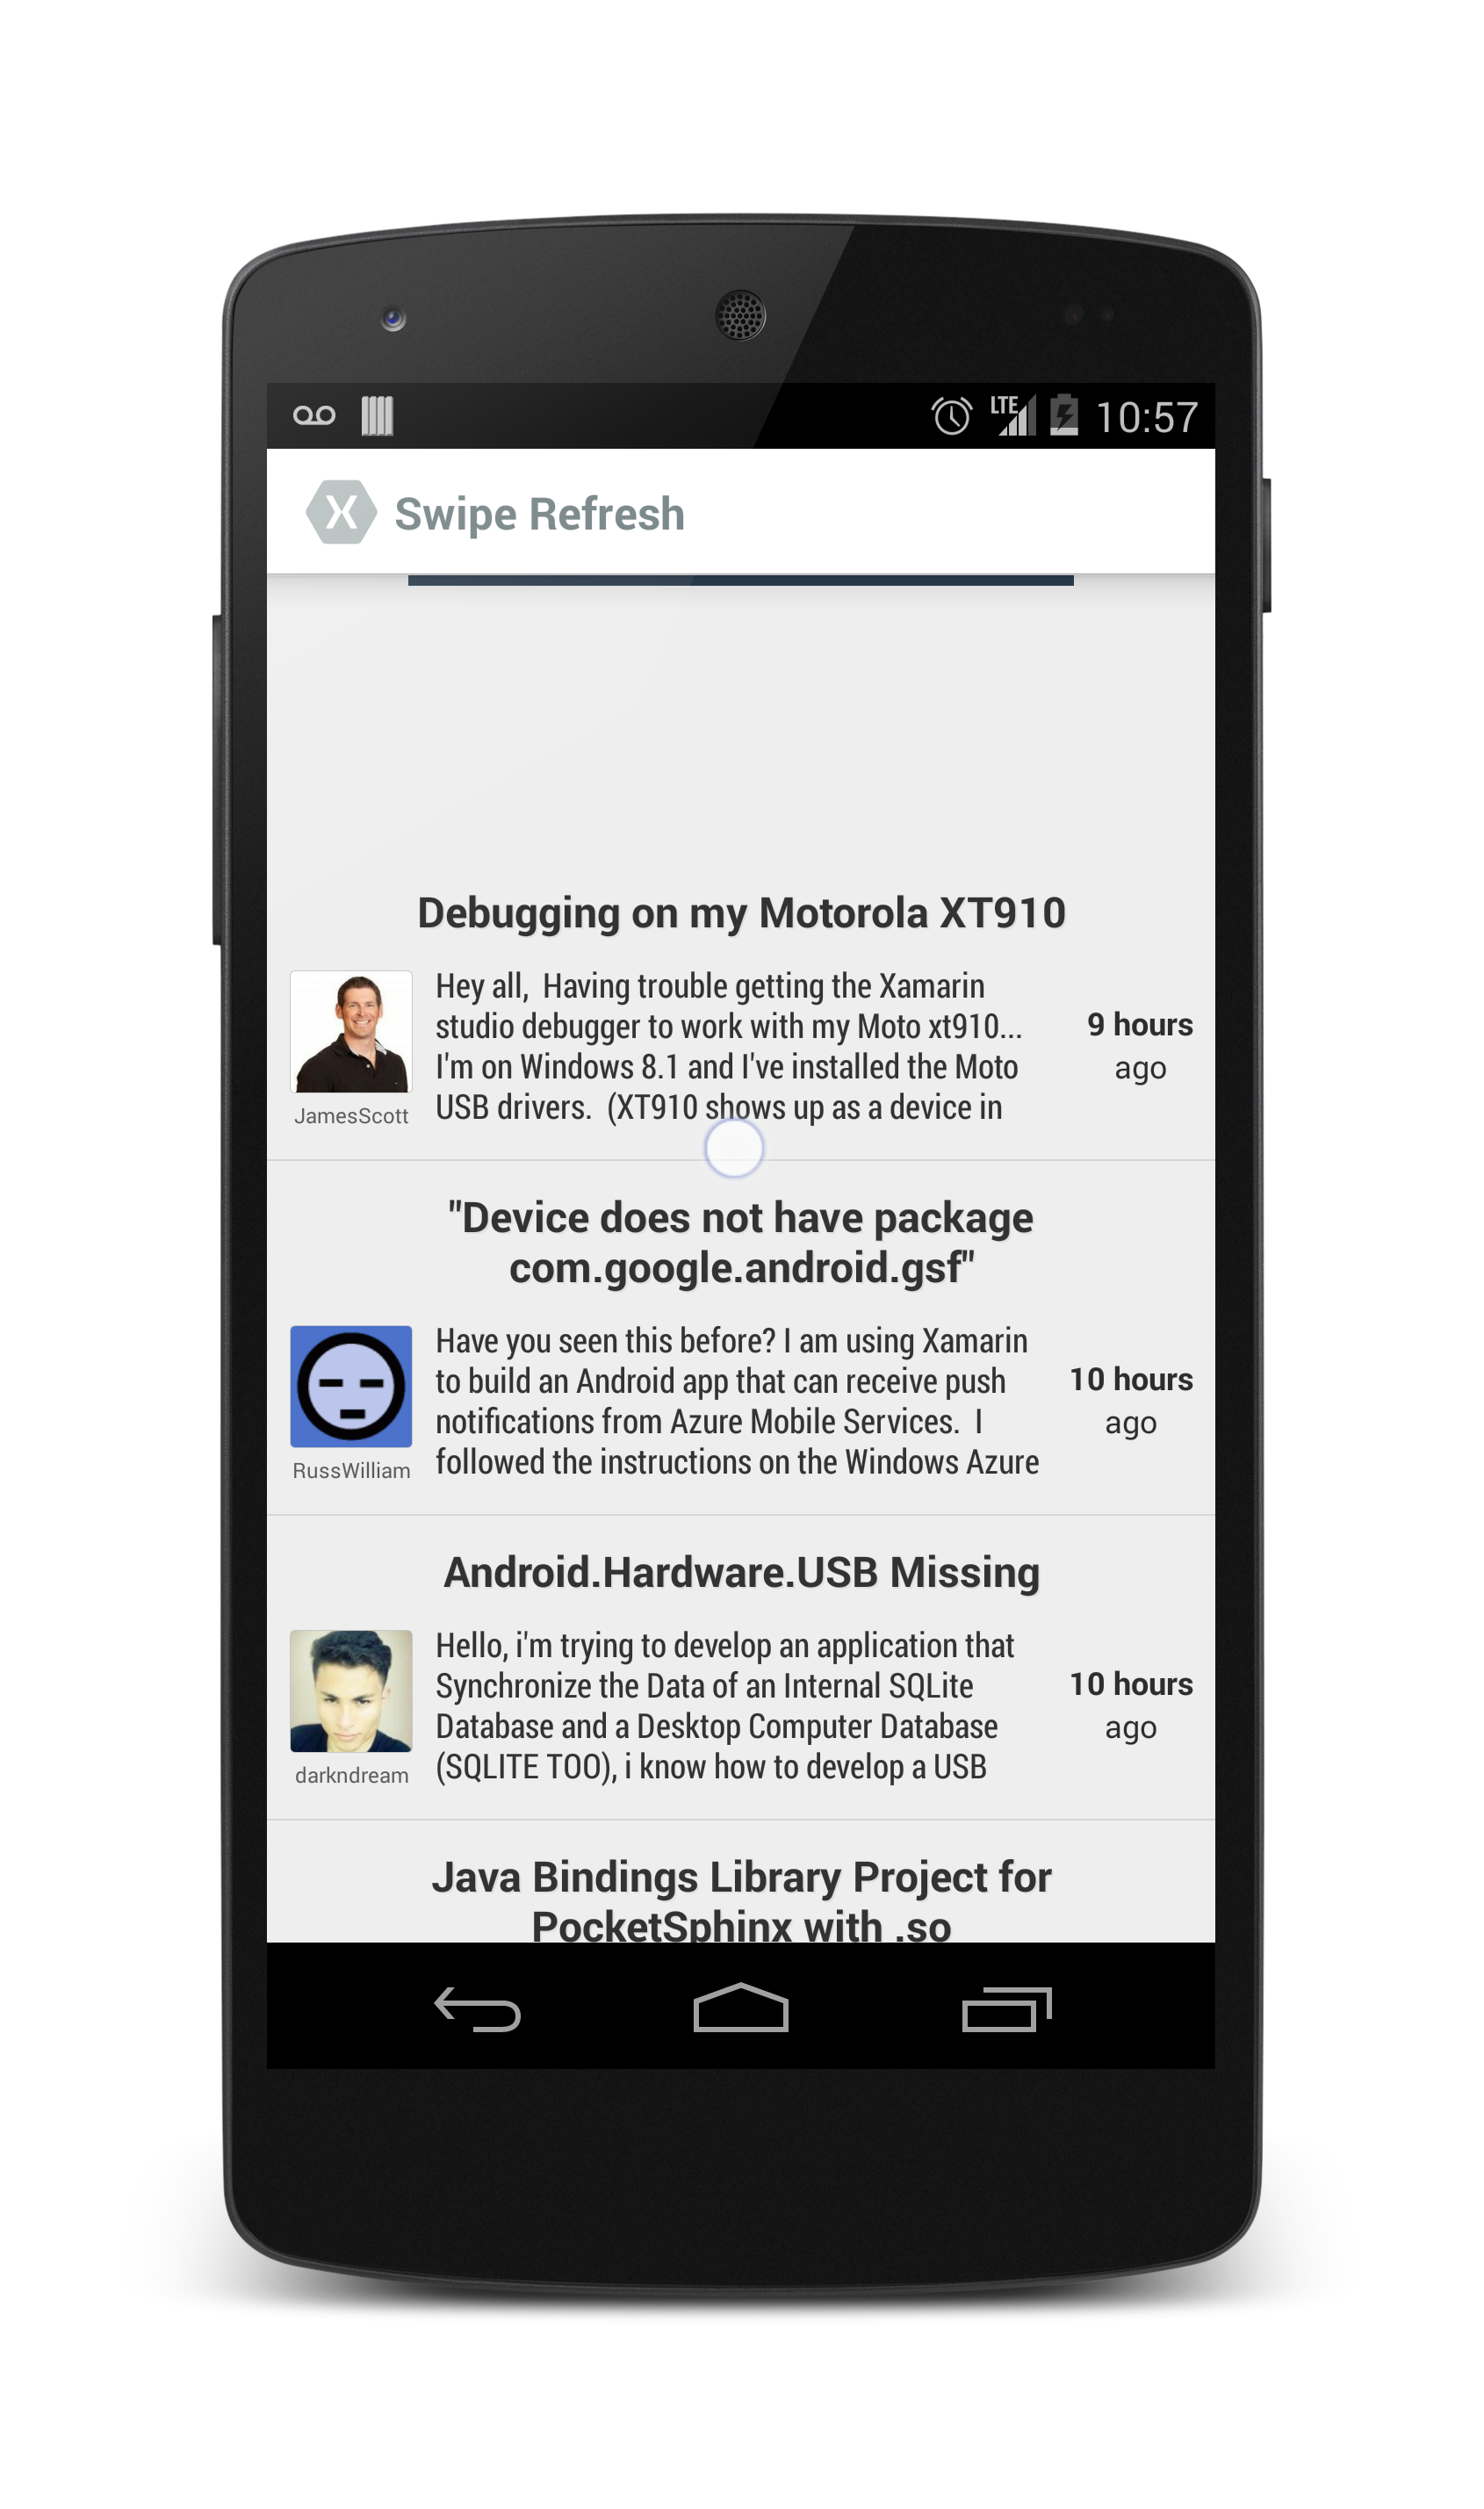 LTE 10:57
X Swipe Refresh
Debugging on my Motorola XT910
Hey all,  Having trouble getting the Xamarin
studio debugger to work with my Moto xt910...
I'm on Windows 8.1 and I've installed the Moto
USB drivers.  (XT910 shows up as a device in
9 hours
ago
JamesScott
"Device does not have package
com.google.android.gsf"
Have you seen this before? I am using Xamarin
to build an Android app that can receive push
notifications from Azure Mobile Services.  I
followed the instructions on the Windows Azure
10 hours
ago
RussWilliam
Android.Hardware.USB Missing
Hello, i'm trying to develop an application that
Synchronize the Data of an Internal SQLite
Database and a Desktop Computer Database
(SQLITE TOO), i know how to develop a USB
10 hours
ago
darkndream
Java Bindings Library Project for
PocketSphinx with .so